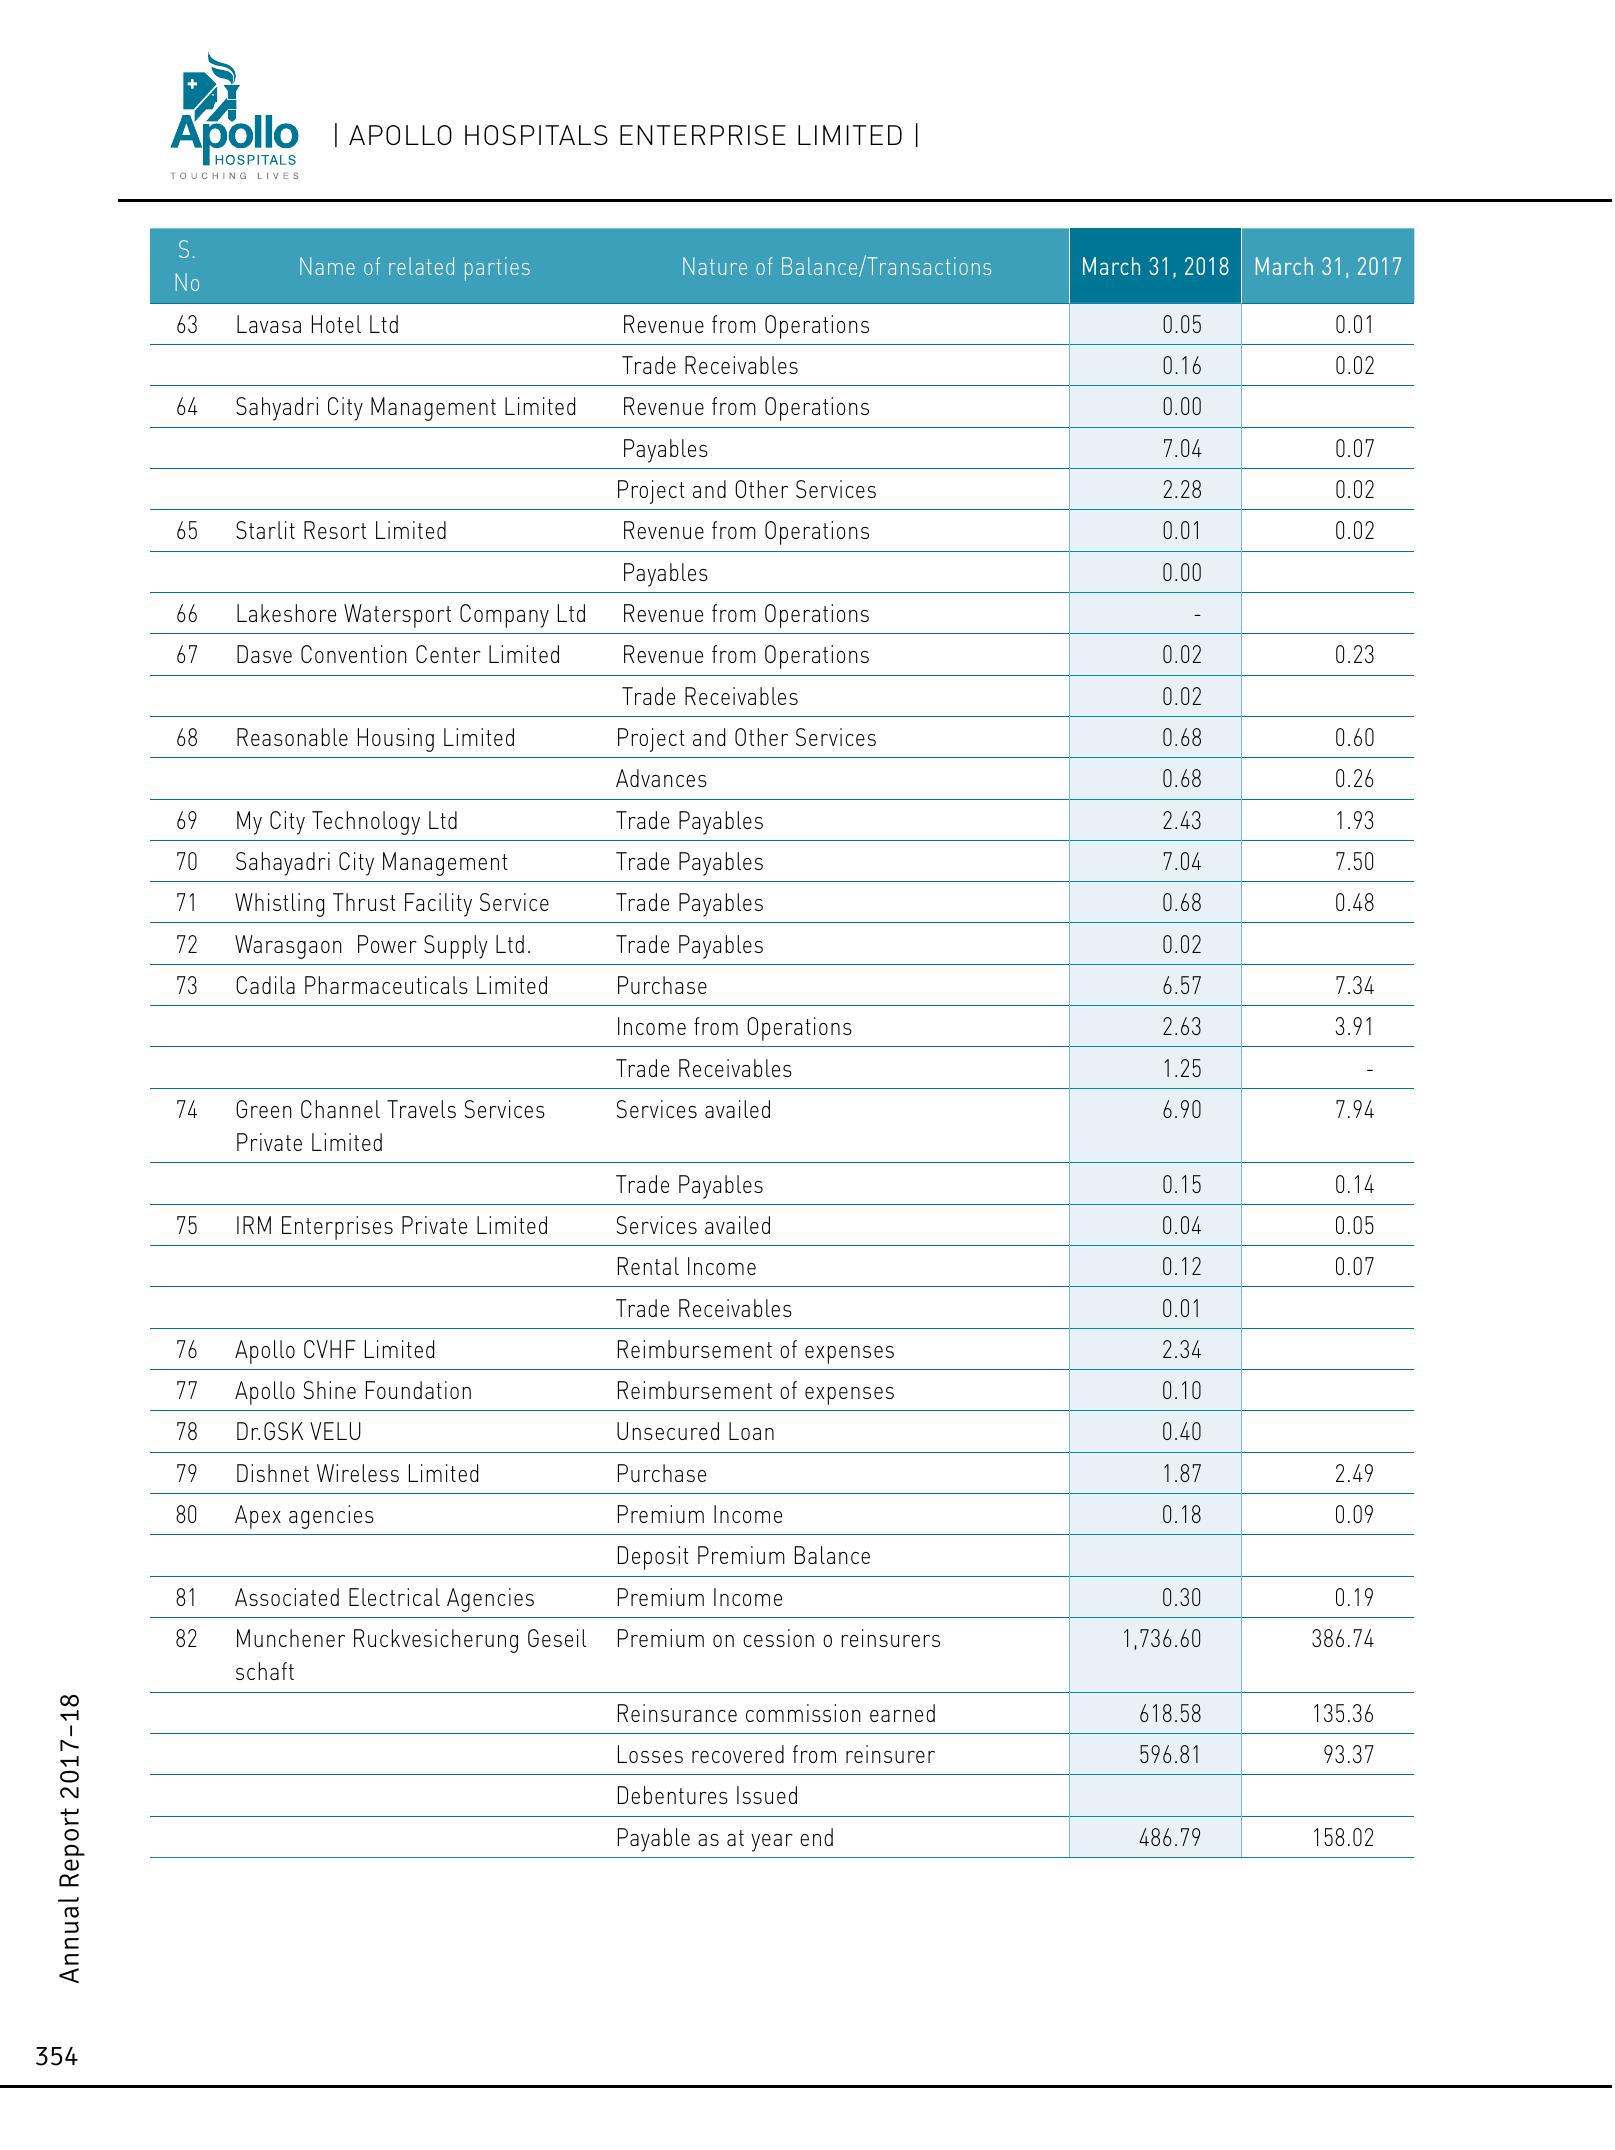 Apollo
HOSPITALS
TOUCHING LIVES
| APOLLO HOSPITALS ENTERPRISE LIMITED |
S. No Name of related parties Nature of Balance/Transactions March 31, 2018 March 31, 2017
63 Lavasa Hotel Ltd Revenue from Operations 0.05 0.01
Trade Receivables 0.16 0.02
64 Sahyadri City Management Limited Revenue from Operations 0.00
Payables 7.04 0.07
Project and Other Services 2.28 0.02
65 Starlit Resort Limited Revenue from Operations 0.01 0.02
Payables 0.00
66 Lakeshore Watersport Company Ltd Revenue from Operations -
67 Dasve Convention Center Limited Revenue from Operations 0.02 0.23
Trade Receivables 0.02
68 Reasonable Housing Limited Project and Other Services 0.68 0.60
Advances 0.68 0.26
69 My City Technology Ltd Trade Payables 2.43 1.93
70 Sahayadri City Management Trade Payables 7.04 7.50
71 Whistling Thrust Facility Service Trade Payables 0.68 0.48
72 Warasgaon Power Supply Ltd. Trade Payables 0.02
73 Cadila Pharmaceuticals Limited Purchase 6.57 7.34
Income from Operations 2.63 3.91
Trade Receivables 1.25 -
74 Green Channel Travels Services Services availed 6.90 7.94
Private Limited
Trade Payables 0.15 0.14
75 IRM Enterprises Private Limited Services availed 0.04 0.05
Rental Income 0.12 0.07
Trade Receivables 0.01
76 Apollo CVHF Limited Reimbursement of expenses 2.34
77 Apollo Shine Foundation Reimbursement of expenses 0.10
78 Dr.GSK VELU Unsecured Loan 0.40
79 Dishnet Wireless Limited Purchase 1.87 2.49
80 Apex agencies Premium Income 0.18 0.09
Deposit Premium Balance
81 Associated Electrical Agencies Premium Income 0.30 0.19
82 Munchener Ruckvesicherung Geseil Premium on cession o reinsurers 1,736.60 386.74
schaft
Reinsurance commission earned 618.58 135.36
Losses recovered from reinsurer 596.81 93.37
Debentures Issued
Payable as at year end 486.79 158.02
Annual Report 2017–18
354